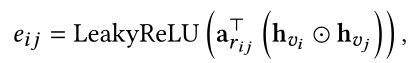 e_{ij} = LeakyReLU ( a_{r_{ij}}^⊤ ( h_{v_i} ⊙ h_{v_j} ) ) ,